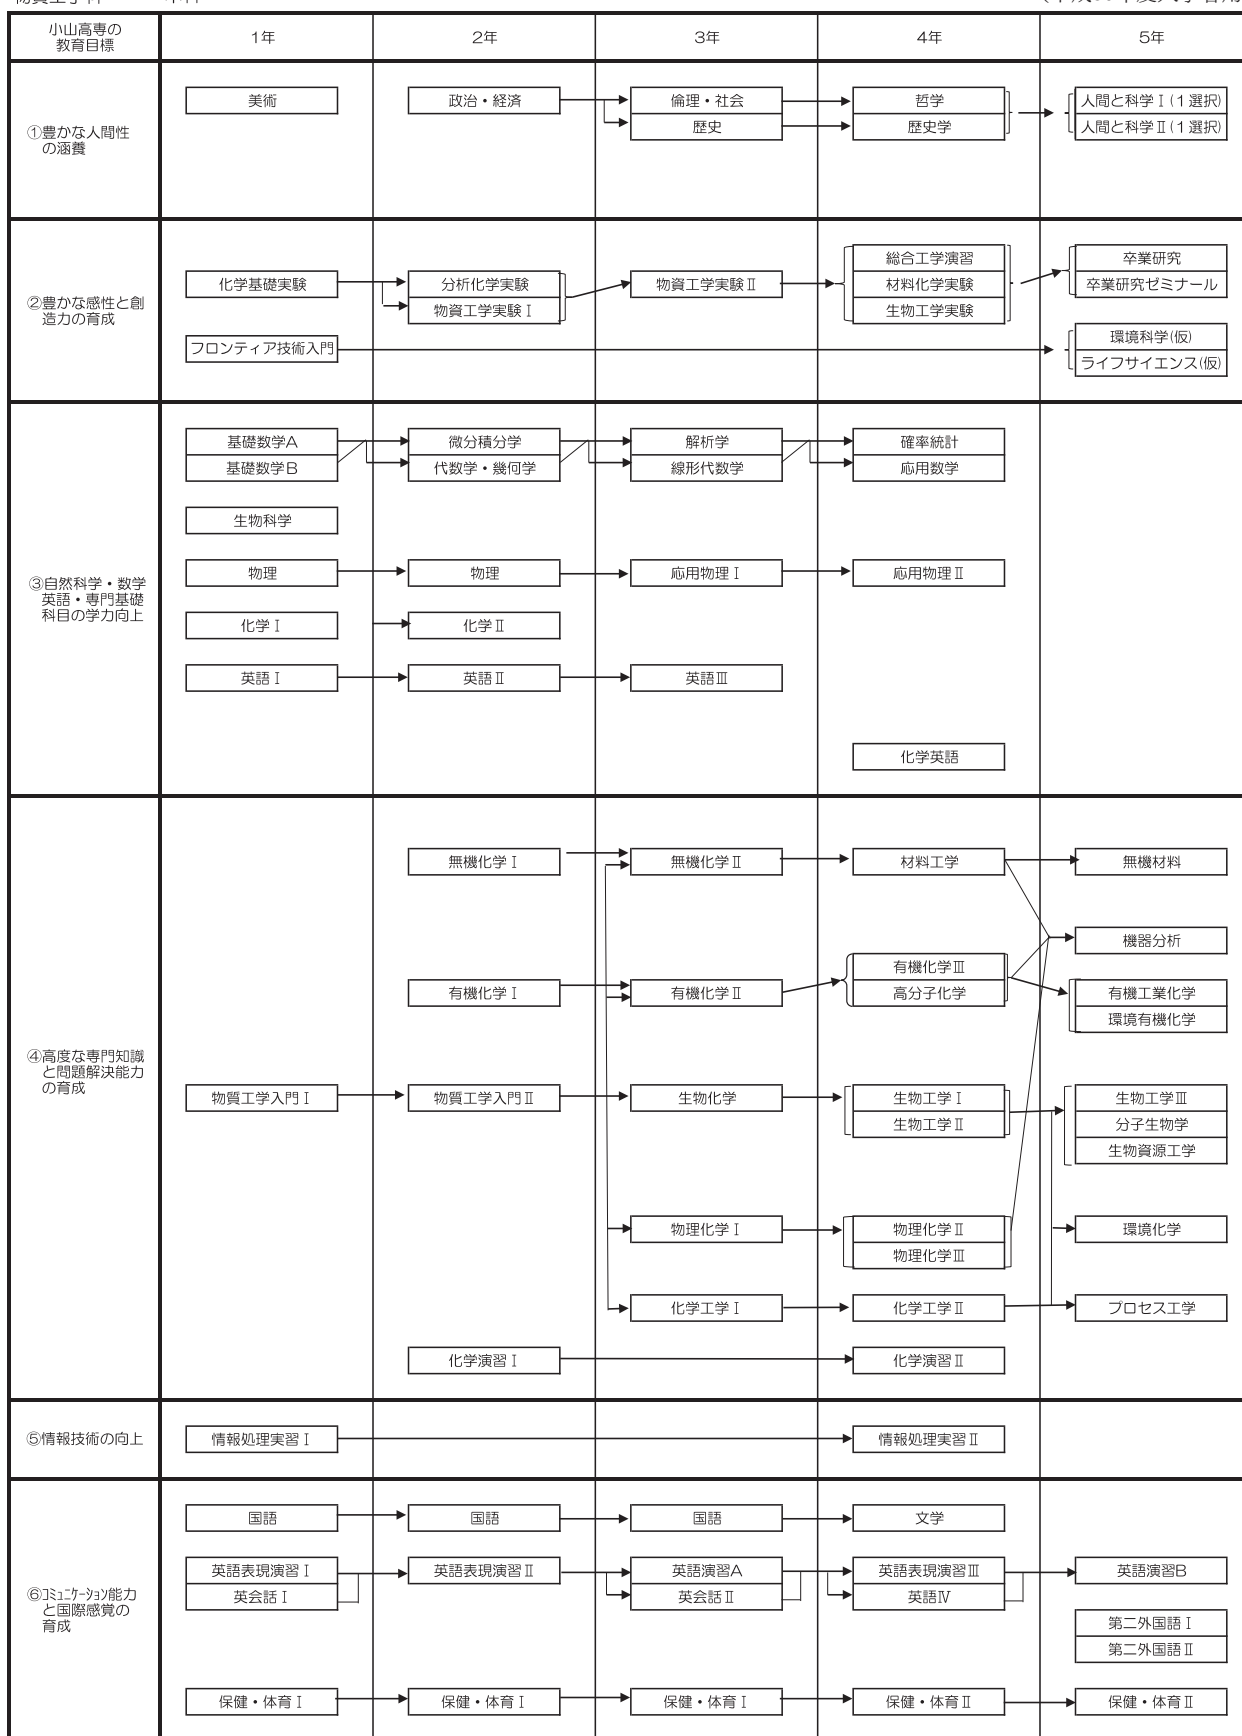 小山高専の
教育目標
1年
2年
3年
4年
5年
①豊かな人間性
の涵養
美術
政治・経済
倫理・社会
歴史
哲学
歴史学
人間と科学Ⅰ(1選択)
人間と科学Ⅱ(1選択)
②豊かな感性と創
造力の育成
化学基礎実験
フロンティア技術入門
分析化学実験
物資工学実験Ⅰ
物資工学実験Ⅱ
総合工学演習
材料化学実験
生物工学実験
卒業研究
卒業研究ゼミナール
環境科学(仮)
ライフサイエンス(仮)
③自然科学・数学
英語・専門基礎
科目の学力向上
基礎数学A
基礎数学B
微分積分学
代数学・幾何学
解析学
線形代数学
確率統計
応用数学
生物科学
物理
物理
応用物理Ⅰ
応用物理Ⅱ
化学Ⅰ
化学Ⅱ
英語Ⅰ
英語Ⅱ
英語Ⅲ
化学英語
④高度な専門知識
と問題解決能力
の育成
無機化学Ⅰ
無機化学Ⅱ
材料工学
無機材料
機器分析
有機化学Ⅰ
有機化学Ⅱ
有機化学Ⅲ
高分子化学
有機工業化学
環境有機化学
物質工学入門Ⅰ
物質工学入門Ⅱ
生物化学
生物工学Ⅰ
生物工学Ⅱ
生物工学Ⅲ
分子生物学
生物資源工学
物理化学Ⅰ
物理化学Ⅱ
物理化学Ⅲ
環境化学
化学工学Ⅰ
化学工学Ⅱ
プロセス工学
化学演習Ⅰ
化学演習Ⅱ
⑤情報技術の向上
情報処理実習Ⅰ
情報処理実習Ⅱ
⑥ｺﾐｭﾆｹｰｼｮﾝ能力
と国際感覚の
育成
国語
国語
国語
文学
英語表現演習Ⅰ
英会話Ⅰ
英語表現演習Ⅱ
英語演習A
英会話Ⅱ
英語表現演習Ⅲ
英語Ⅳ
英語演習B
第二外国語Ⅰ
第二外国語Ⅱ
保健・体育Ⅰ
保健・体育Ⅰ
保健・体育Ⅰ
保健・体育Ⅱ
保健・体育Ⅱ